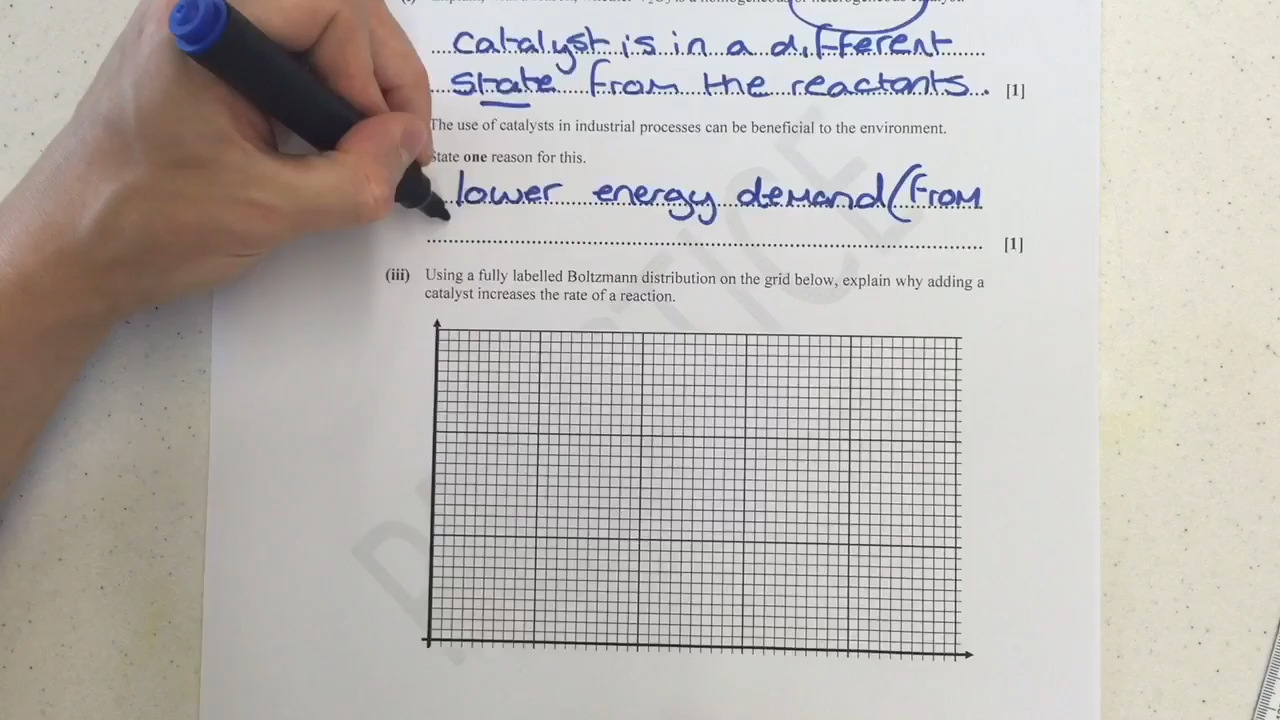 catalyst is in a different
state from the reactants. [1]
The use of catalysts in industrial processes can be beneficial to the environment.
State one reason for this.
lower energy demand (from
[1]
(iii) Using a fully labelled Boltzmann distribution on the grid below, explain why adding a
catalyst increases the rate of a reaction.
PRACTICE